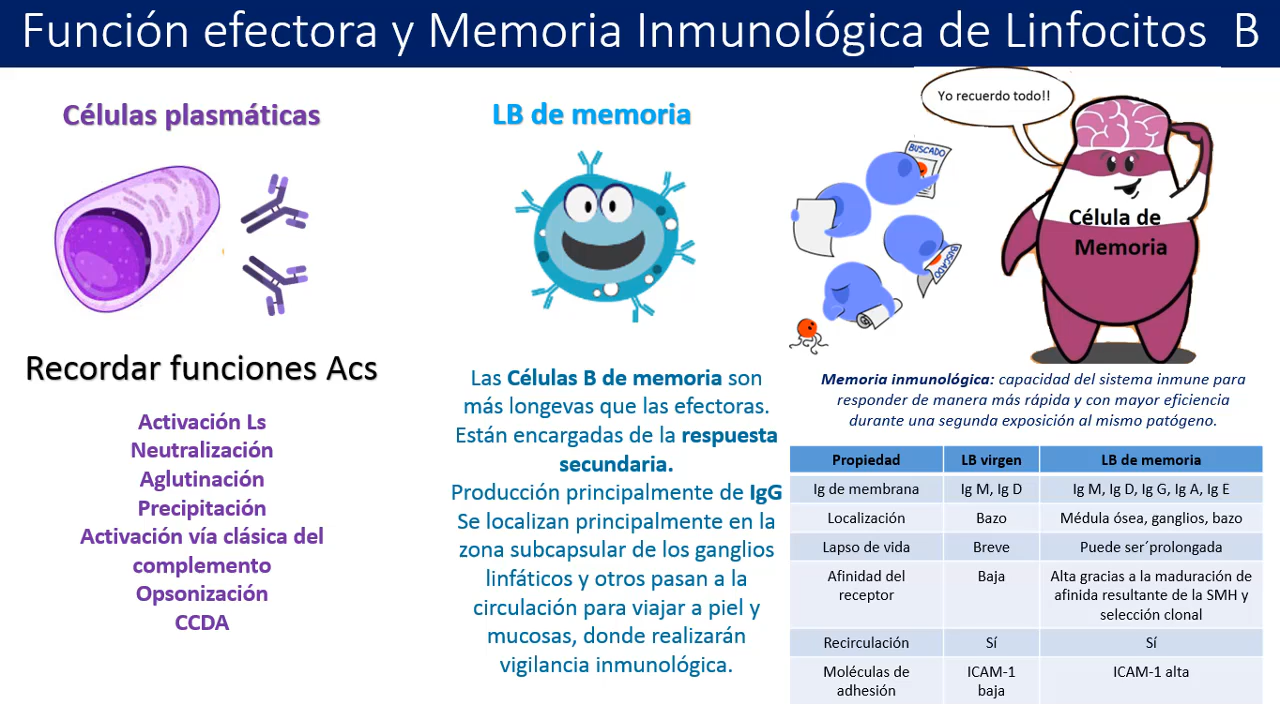 Función efectora y Memoria Inmunológica de Linfocitos B
Células plasmáticas
Recordar funciones Acs
Activación Ls
Neutralización
Aglutinación
Precipitación
Activación vía clásica del
complemento
Opsonización
CCDA
LB de memoria
Las Células B de memoria son
más longevas que las efectoras.
Están encargadas de la respuesta
secundaria.
Producción principalmente de IgG
Se localizan principalmente en la
zona subcapsular de los ganglios
linfáticos y otros pasan a la
circulación para viajar a piel y
mucosas, donde realizarán
vigilancia inmunológica.
Yo recuerdo todo!!
BUSCADO
BUSCADO
Célula de
Memoria
Memoria inmunológica: capacidad del sistema inmune para
responder de manera más rápida y con mayor eficiencia
durante una segunda exposición al mismo patógeno.
Propiedad LB virgen LB de memoria
Ig de membrana Ig M, Ig D Ig M, Ig D, Ig G, Ig A, Ig E
Localización Bazo Médula ósea, ganglios, bazo
Lapso de vida Breve Puede ser´prolongada
Afinidad del Baja Alta gracias a la maduración de
receptor afinida resultante de la SMH y
selección clonal
Recirculación Sí Sí
Moléculas de ICAM-1 ICAM-1 alta
adhesión baja